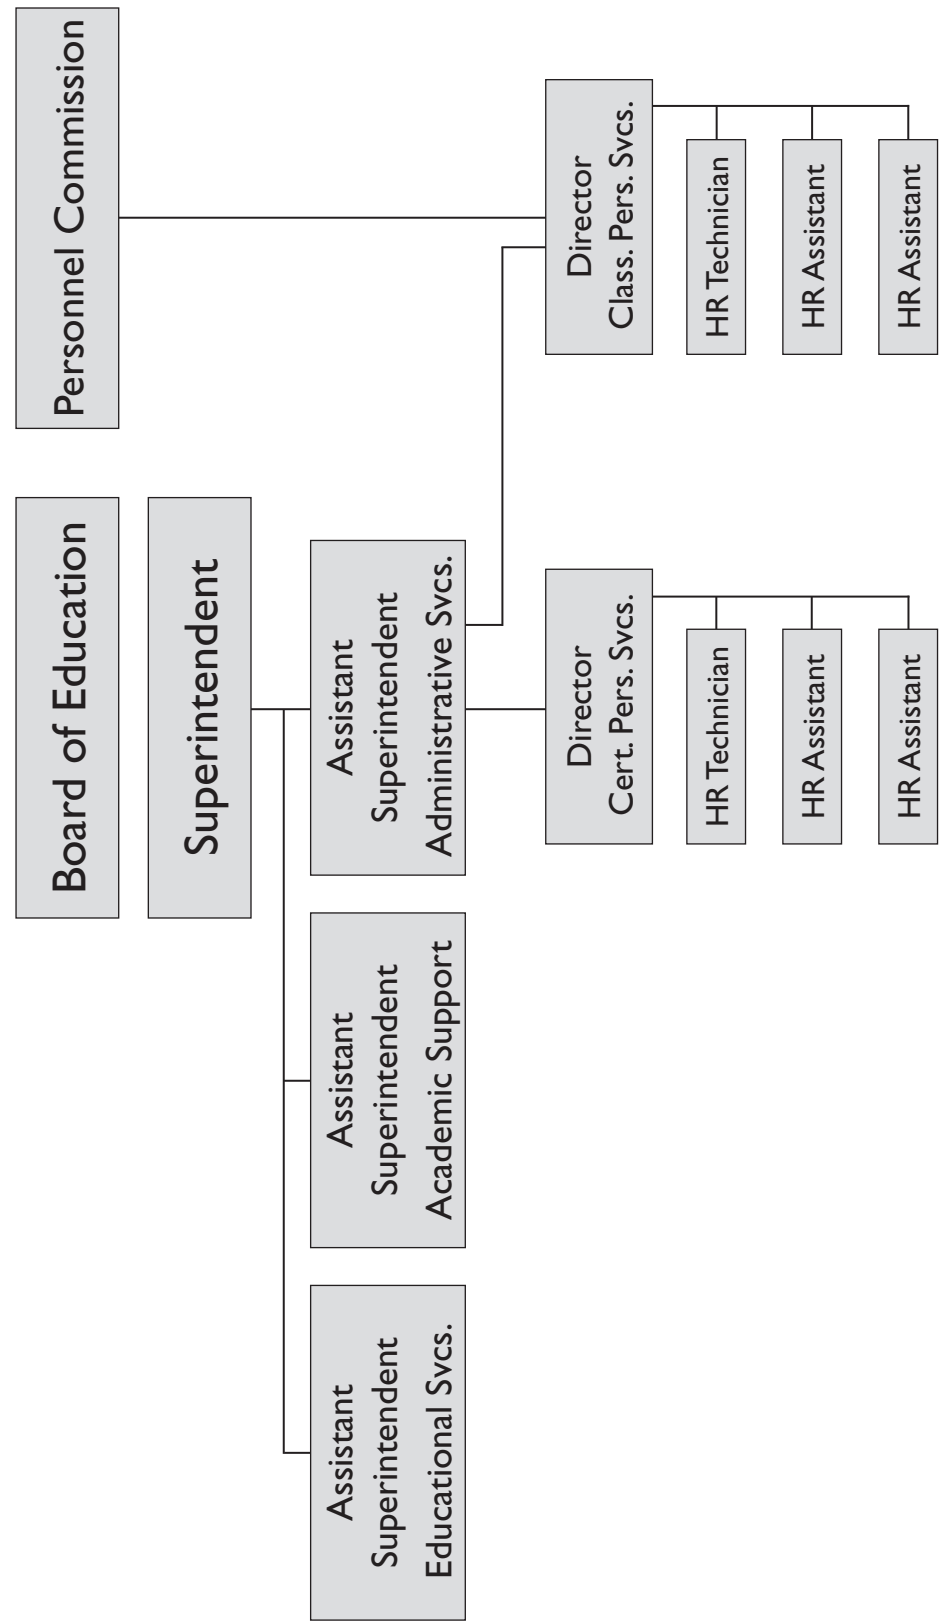 Board of Education
Personnel Commission
Superintendent
Assistant
Superintendent
Educational Svcs.
Assistant
Superintendent
Academic Support
Assistant
Superintendent
Administrative Svcs.
Director
Cert. Pers. Svcs.
HR Technician
HR Assistant
HR Assistant
Director
Class. Pers. Svcs.
HR Technician
HR Assistant
HR Assistant